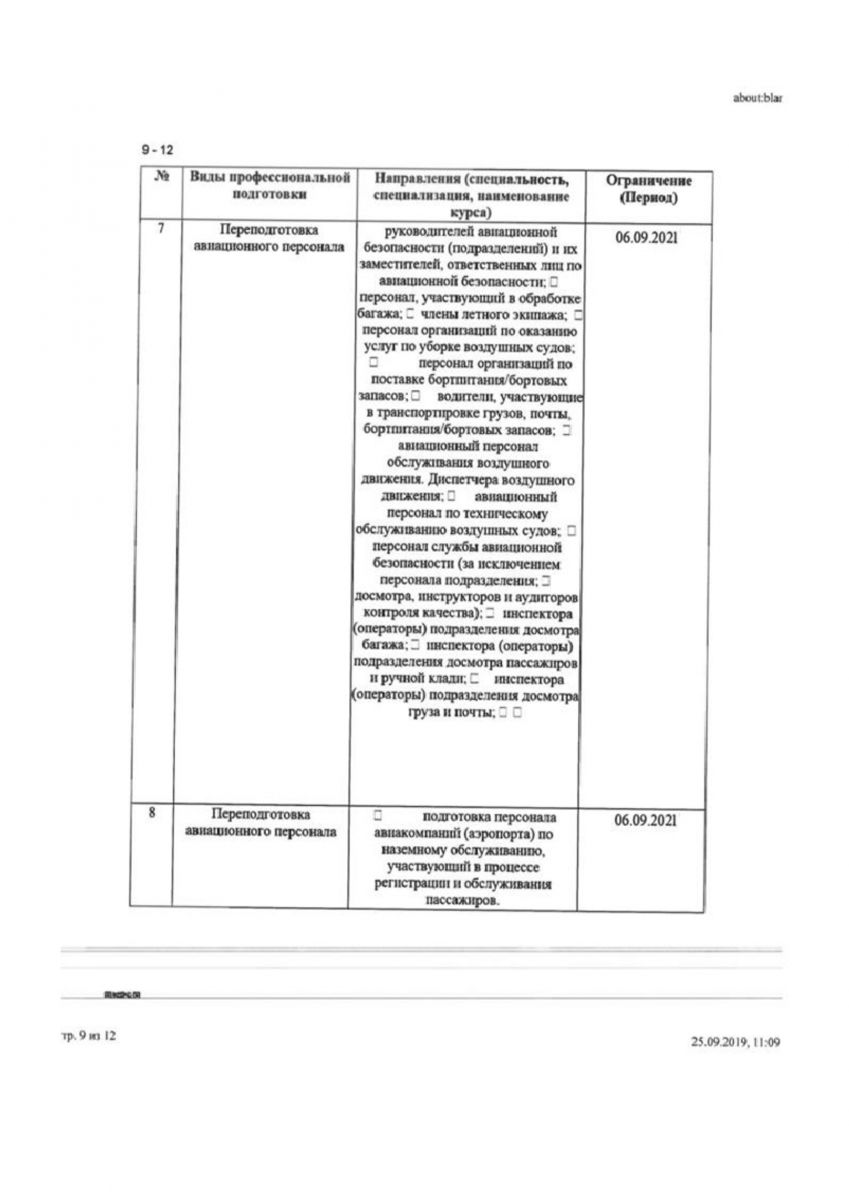 about:blar
9 - 12
№
Виды профессиональной
подготовки
Направления (специальность,
специализация, наименование
курса)
Ограничение
(Период)
7
Переподготовка
авиационного персонала
руководителей авиационной
безопасности (подразделений) и их
заместителей, ответственных лиц по
авиационной безопасности; □
персонал, участвующий в обработке
багажа; □ члены летного экипажа; □
персонал организаций по оказанию
услуг по уборке воздушных судов;
□ персонал организаций по
поставке бортпитания/бортовых
запасов; □ водители, участвующие
в транспортировке грузов, почты,
бортпитания/бортовых запасов; □
авиационный персонал
обслуживания воздушного
движения. Диспетчера воздушного
движения; □ авиационный
персонал по техническому
обслуживанию воздушных судов; □
персонал службы авиационной
безопасности (за исключением
персонала подразделения; □
досмотра, инструкторов и аудиторов
контроля качества); □ инспектора
(операторы) подразделения досмотра
багажа; □ инспектора (операторы)
подразделения досмотра пассажиров
и ручной клади; □ инспектора
(операторы) подразделения досмотра
груза и почты; □ □
06.09.2021
8
Переподготовка
авиационного персонала
□ подготовка персонала
авиакомпаний (аэропорта) по
наземному обслуживанию,
участвующий в процессе
регистрации и обслуживания
пассажиров.
06.09.2021
тр. 9 из 12
25.09.2019, 11:09